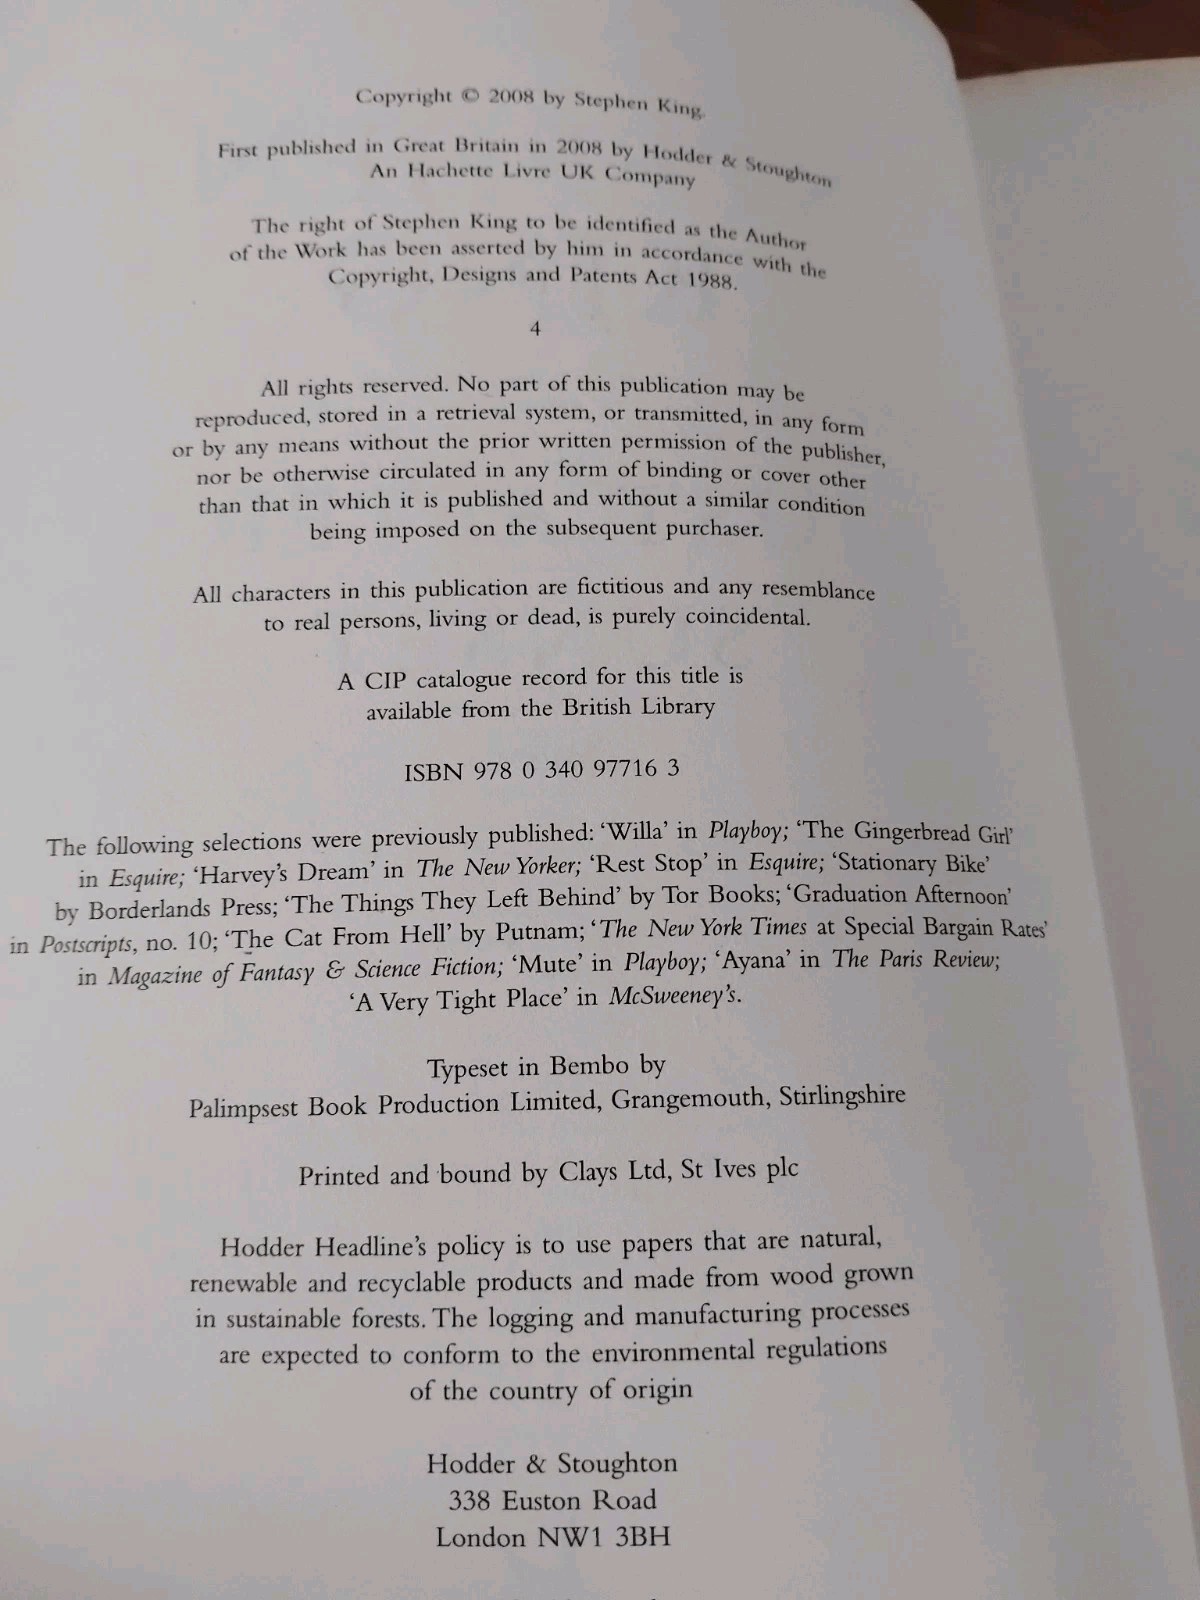 Copyright © 2008 by Stephen King.
First published in Great Britain in 2008 by Hodder & Stoughton
An Hachette Livre UK Company
The right of Stephen King to be identified as the Author
of the Work has been asserted by him in accordance with the
Copyright, Designs and Patents Act 1988.
4
All rights reserved. No part of this publication may be
reproduced, stored in a retrieval system, or transmitted, in any form
or by any means without the prior written permission of the publisher,
nor be otherwise circulated in any form of binding or cover other
than that in which it is published and without a similar condition
being imposed on the subsequent purchaser.
All characters in this publication are fictitious and any resemblance
to real persons, living or dead, is purely coincidental.
A CIP catalogue record for this title is
available from the British Library
ISBN 978 0 340 97716 3
The following selections were previously published: ‘Willa’ in Playboy; ‘The Gingerbread Girl’
in Esquire; ‘Harvey’s Dream’ in The New Yorker; ‘Rest Stop’ in Esquire; ‘Stationary Bike’
by Borderlands Press; ‘The Things They Left Behind’ by Tor Books; ‘Graduation Afternoon’
in Postscripts, no. 10; ‘The Cat From Hell’ by Putnam; ‘The New York Times at Special Bargain Rates’
in Magazine of Fantasy & Science Fiction; ‘Mute’ in Playboy; ‘Ayana’ in The Paris Review;
‘A Very Tight Place’ in McSweeney’s.
Typeset in Bembo by
Palimpsest Book Production Limited, Grangemouth, Stirlingshire
Printed and bound by Clays Ltd, St Ives plc
Hodder Headline’s policy is to use papers that are natural,
renewable and recyclable products and made from wood grown
in sustainable forests. The logging and manufacturing processes
are expected to conform to the environmental regulations
of the country of origin
Hodder & Stoughton
338 Euston Road
London NW1 3BH